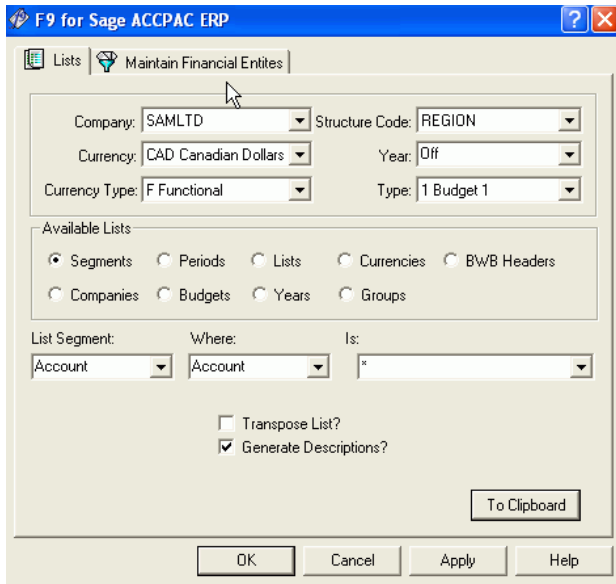 F9 for Sage ACCPAC ERP
Lists Maintain Financial Entites
Company: SAMLTD Structure Code: REGION
Currency: CAD Canadian Dollars Year: Off
Currency Type: F Functional Type: 1 Budget 1
Available Lists
Segments Periods Lists Currencies BWB Headers
Companies Budgets Years Groups
List Segment: Where: Is:
Account Account *
Transpose List?
Generate Descriptions?
To Clipboard
OK Cancel Apply Help